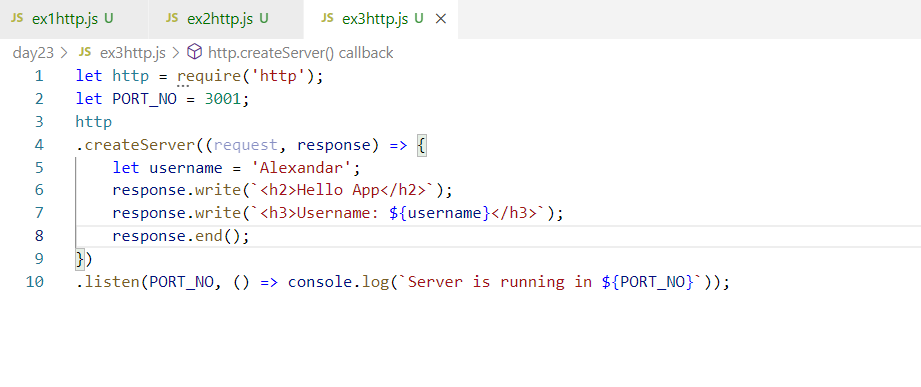 JS ex1http.js U JS ex2http.js U JS ex3http.js U ×
day23 > JS ex3http.js > http.createServer() callback
1 let http = require('http');
2 let PORT_NO = 3001;
3 http
4 .createServer((request, response) => {
5 let username = 'Alexandar';
6 response.write(`<h2>Hello App</h2>`);
7 response.write(`<h3>Username: ${username}</h3>`);
8 response.end();
9 })
10 .listen(PORT_NO, () => console.log(`Server is running in ${PORT_NO}`));